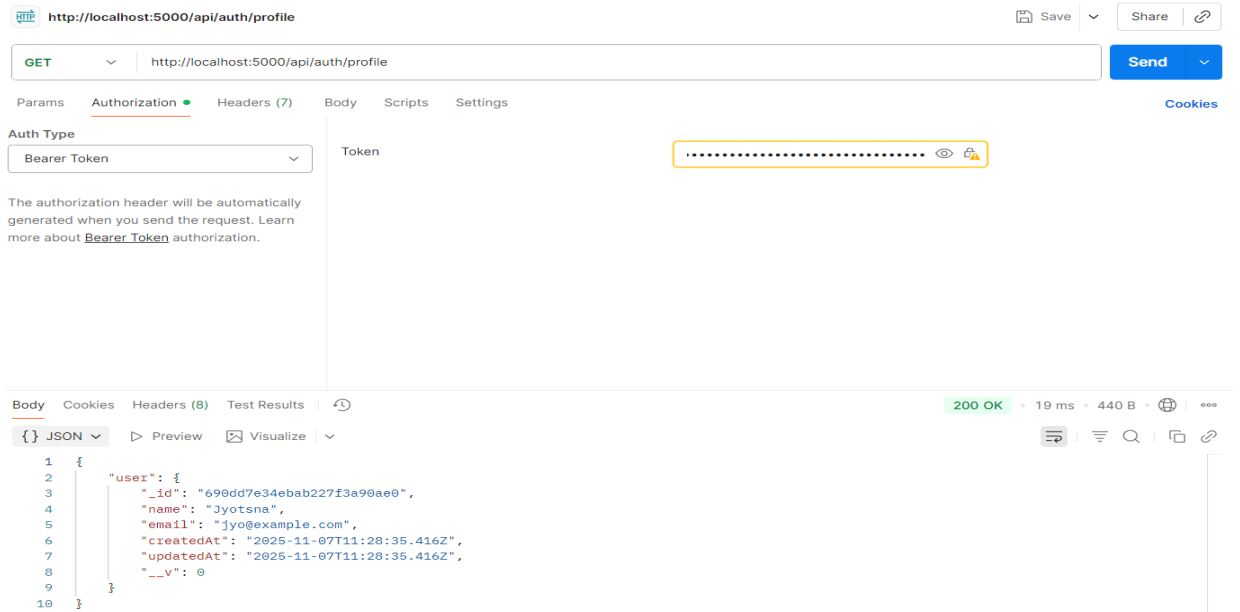 HTTP http://localhost:5000/api/auth/profile Save Share
GET http://localhost:5000/api/auth/profile Send
Params Authorization Headers (7) Body Scripts Settings Cookies
Auth Type
Bearer Token
Token
The authorization header will be automatically
generated when you send the request. Learn
more about Bearer Token authorization.
Body Cookies Headers (8) Test Results 200 OK 19 ms 440 B
{} JSON Preview Visualize
1 {
2 "user": {
3 "_id": "690dd7e34ebab227f3a90ae0",
4 "name": "Jyotsna",
5 "email": "jyo@example.com",
6 "createdAt": "2025-11-07T11:28:35.416Z",
7 "updatedAt": "2025-11-07T11:28:35.416Z",
8 "__v": 0
9 }
10 }